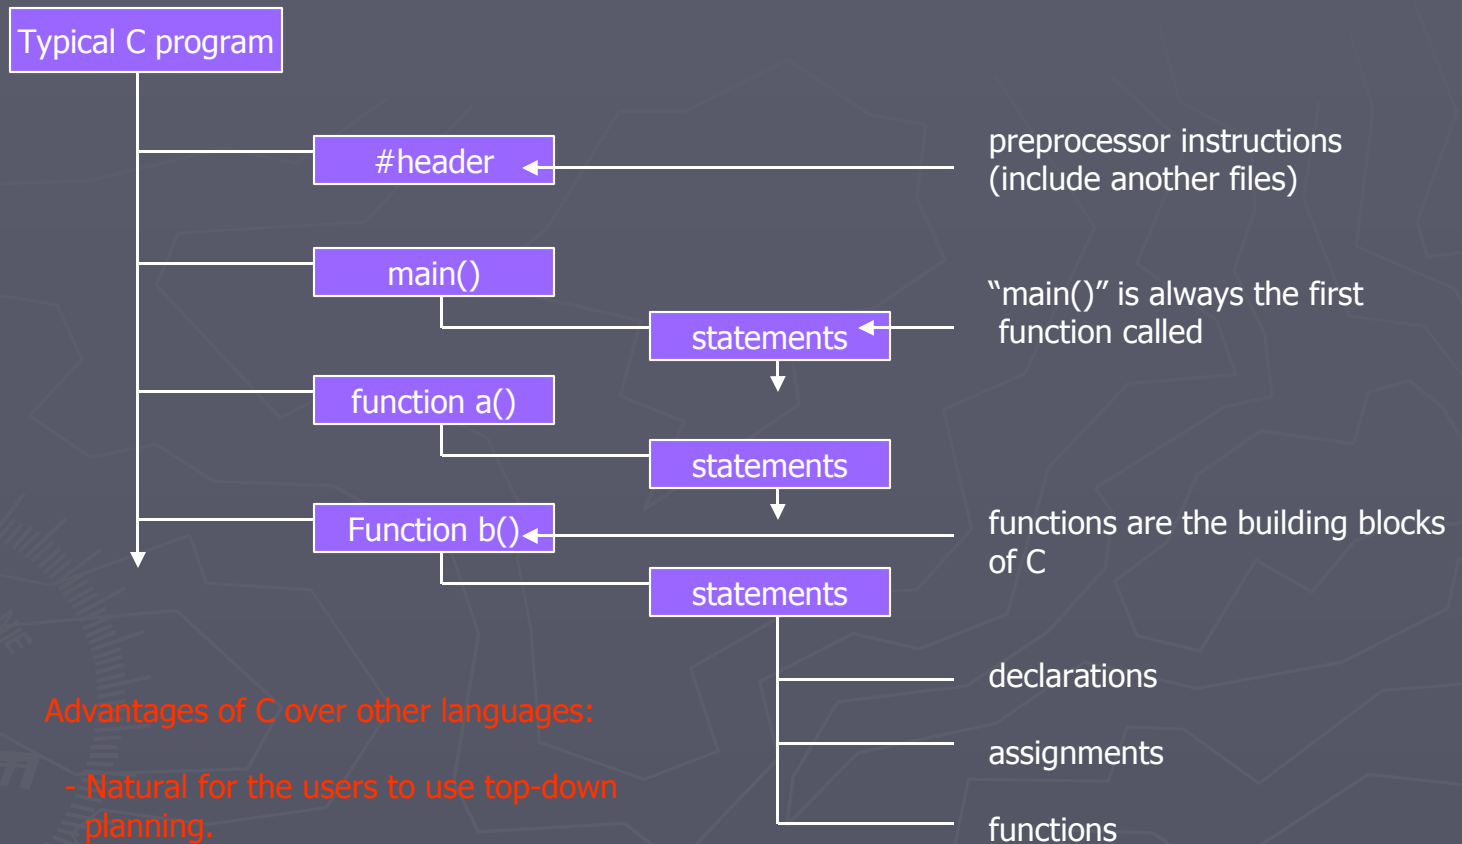 Typical C program
#header
preprocessor instructions
(include another files)
main()
“main()” is always the first
function called
statements
function a()
statements
Function b()
functions are the building blocks
of C
statements
declarations
assignments
functions
Advantages of C over other languages:
- Natural for the users to use top-down
planning.
NE
E